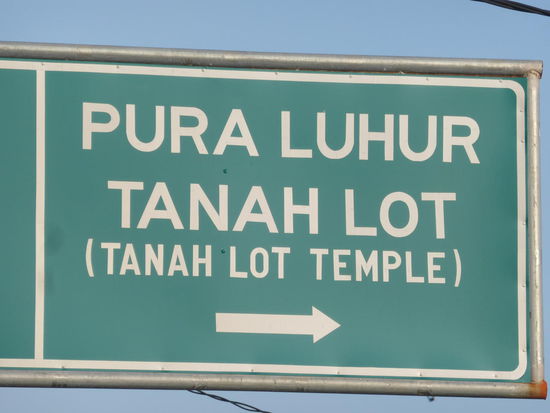 PURA LUHUR
TANAH LOT
(TANAH LOT TEMPLE)